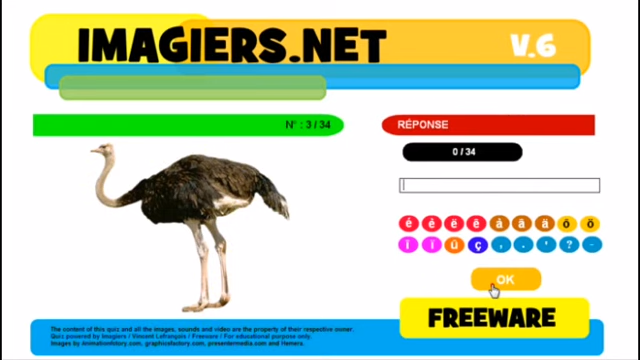 IMAGIERS.NET
V.6
N° : 3 / 34
RÉPONSE
0 / 34
OK
FREEWARE
The content of this quiz and all the images, sounds and video are the property of their respective owner.
Quiz powered by Imagiers / Vincent Lefrançois / Freeware / For educational purpose only.
Images by Animationfstory.com, graphicsfactory.com, presentermedia.com and Hemera.